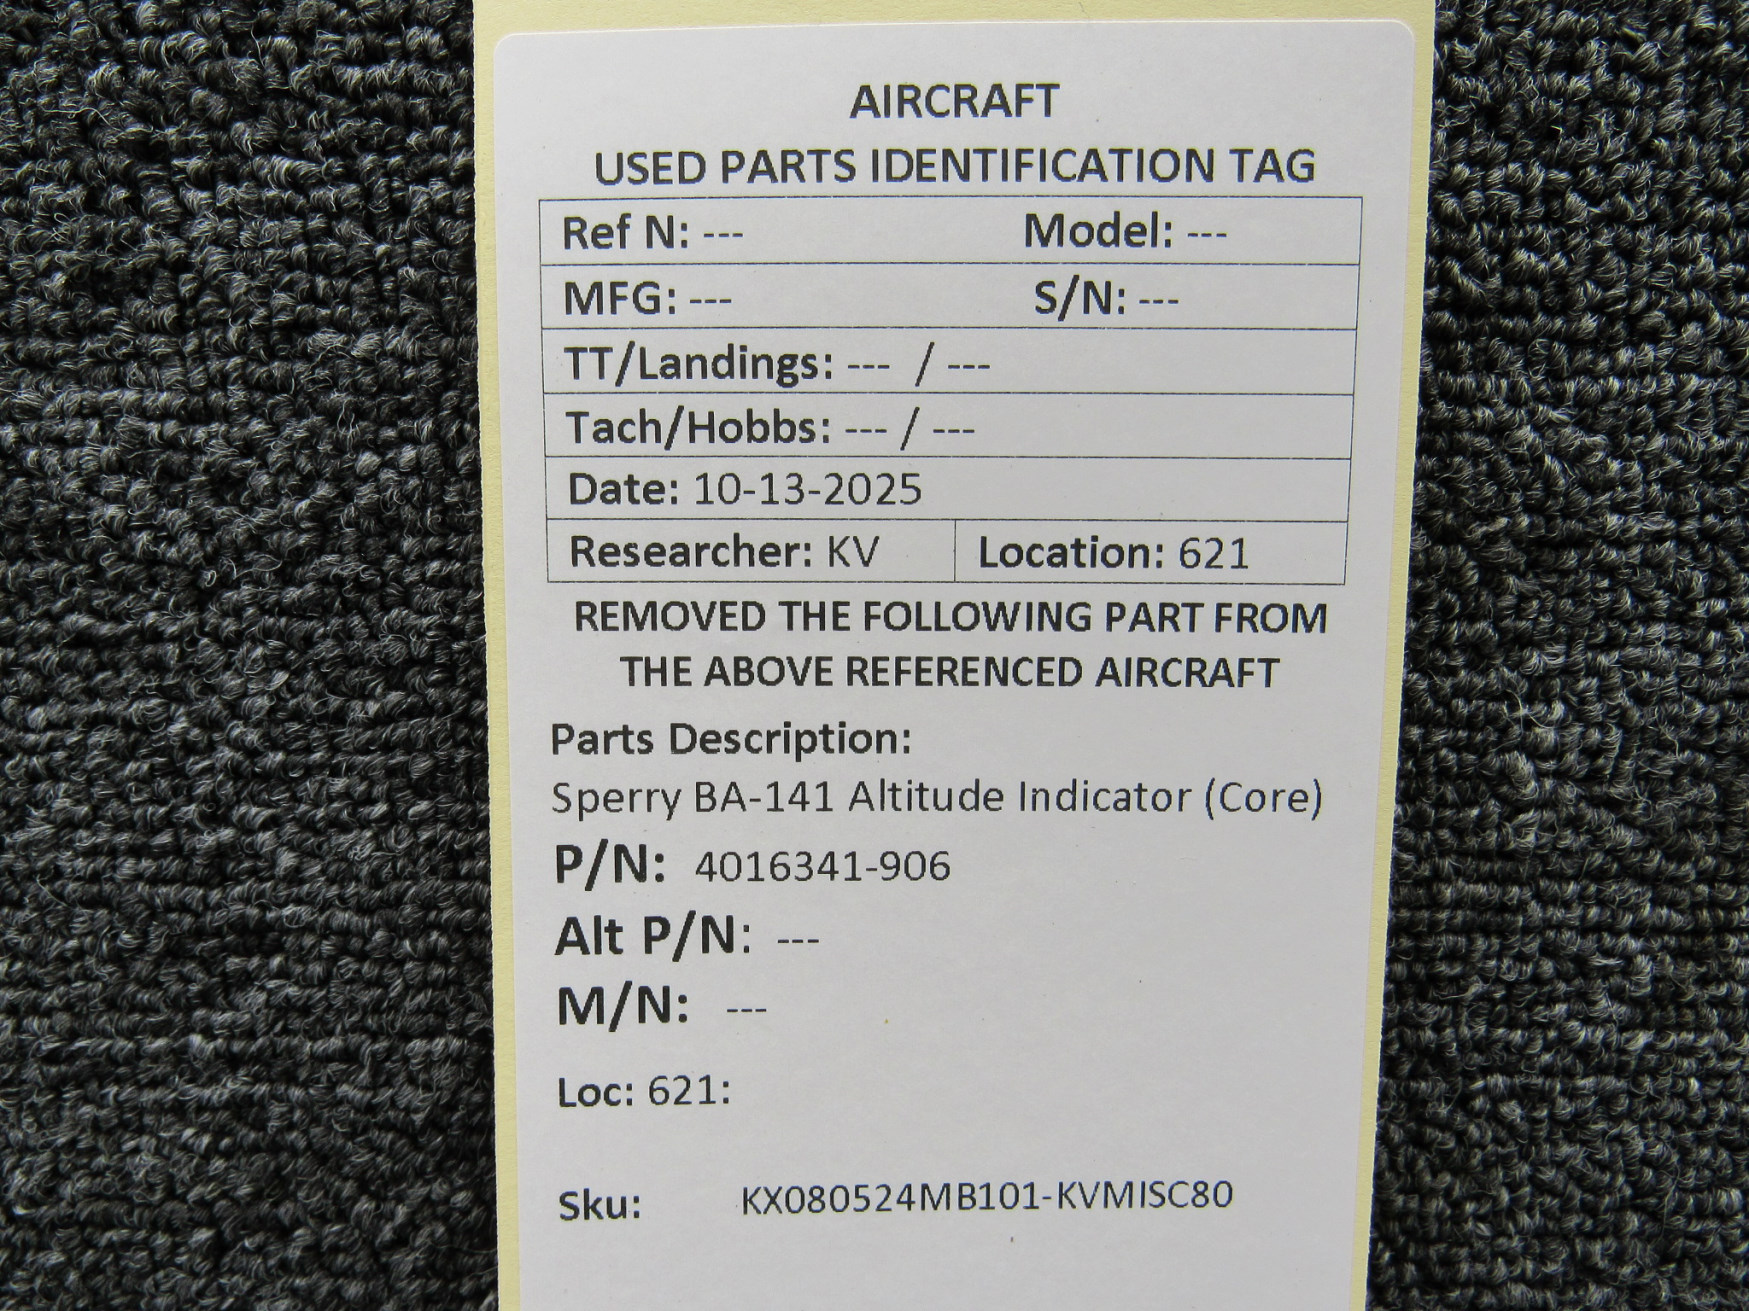 AIRCRAFT
USED PARTS IDENTIFICATION TAG
Ref N: --- Model: ---
MFG: --- S/N: ---
TT/Landings: --- / ---
Tach/Hobbs: --- / ---
Date: 10-13-2025
Researcher: KV Location: 621
REMOVED THE FOLLOWING PART FROM
THE ABOVE REFERENCED AIRCRAFT
Parts Description:
Sperry BA-141 Altitude Indicator (Core)
P/N: 4016341-906
Alt P/N: ---
M/N: ---
Loc: 621:
Sku: KX080524MB101-KVMISC80